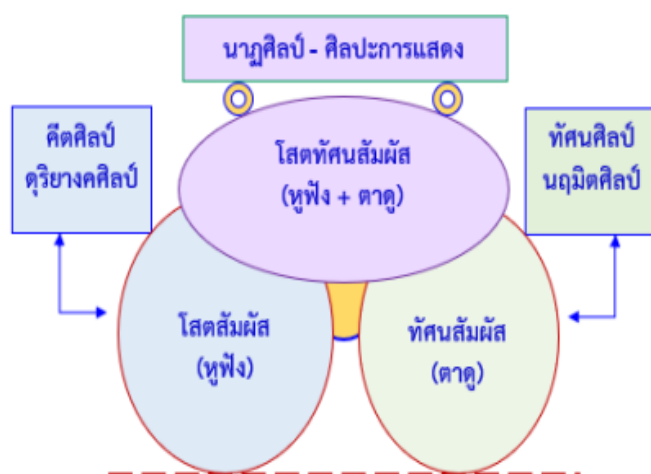 นาฏศิลป์ - ศิลปะการแสดง
คีตศิลป์
ดุริยางคศิลป์
โสตทัศนสัมผัส
(หูฟัง + ตาดู)
ทัศนศิลป์
นฤมิตศิลป์
โสตสัมผัส
(หูฟัง)
ทัศนสัมผัส
(ตาดู)